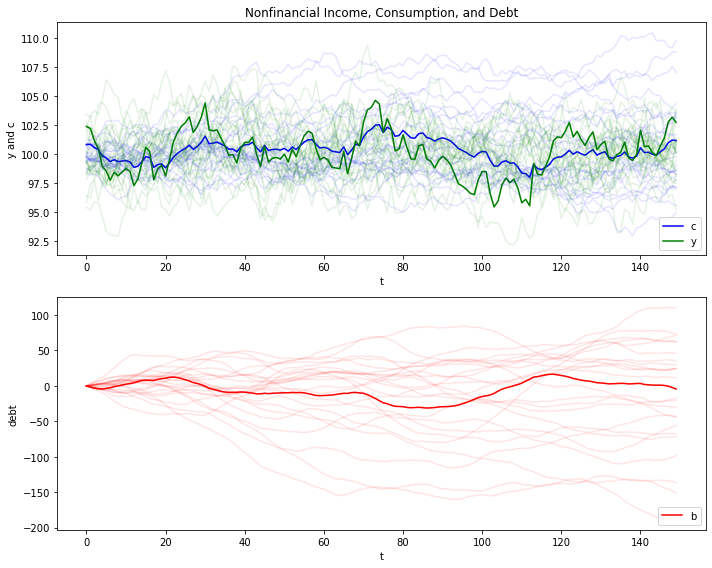 Nonfinancial Income, Consumption, and Debt
110.0
107.5
105.0
102.5
100.0
97.5
95.0
92.5
y and c
c
y
0 20 40 60 80 100 120 140
t
100
50
0
−50
−100
−150
−200
debt
b
0 20 40 60 80 100 120 140
t